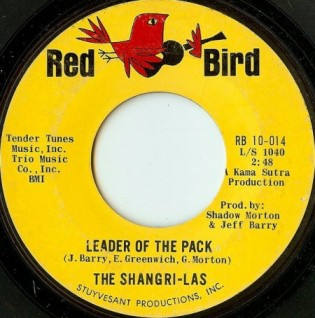 Red Bird
Tender Tunes
Music, Inc.
Trio Music
Co., Inc.
BMI
RB 10-014
L/S 1040
2:48
A Kama Sutra
Production
Prod. by:
Shadow Morton
& Jeff Barry
LEADER OF THE PACK
(J. Barry, E. Greenwich, G. Morton)
THE SHANGRI-LAS
STUYVESANT PRODUCTIONS, INC.